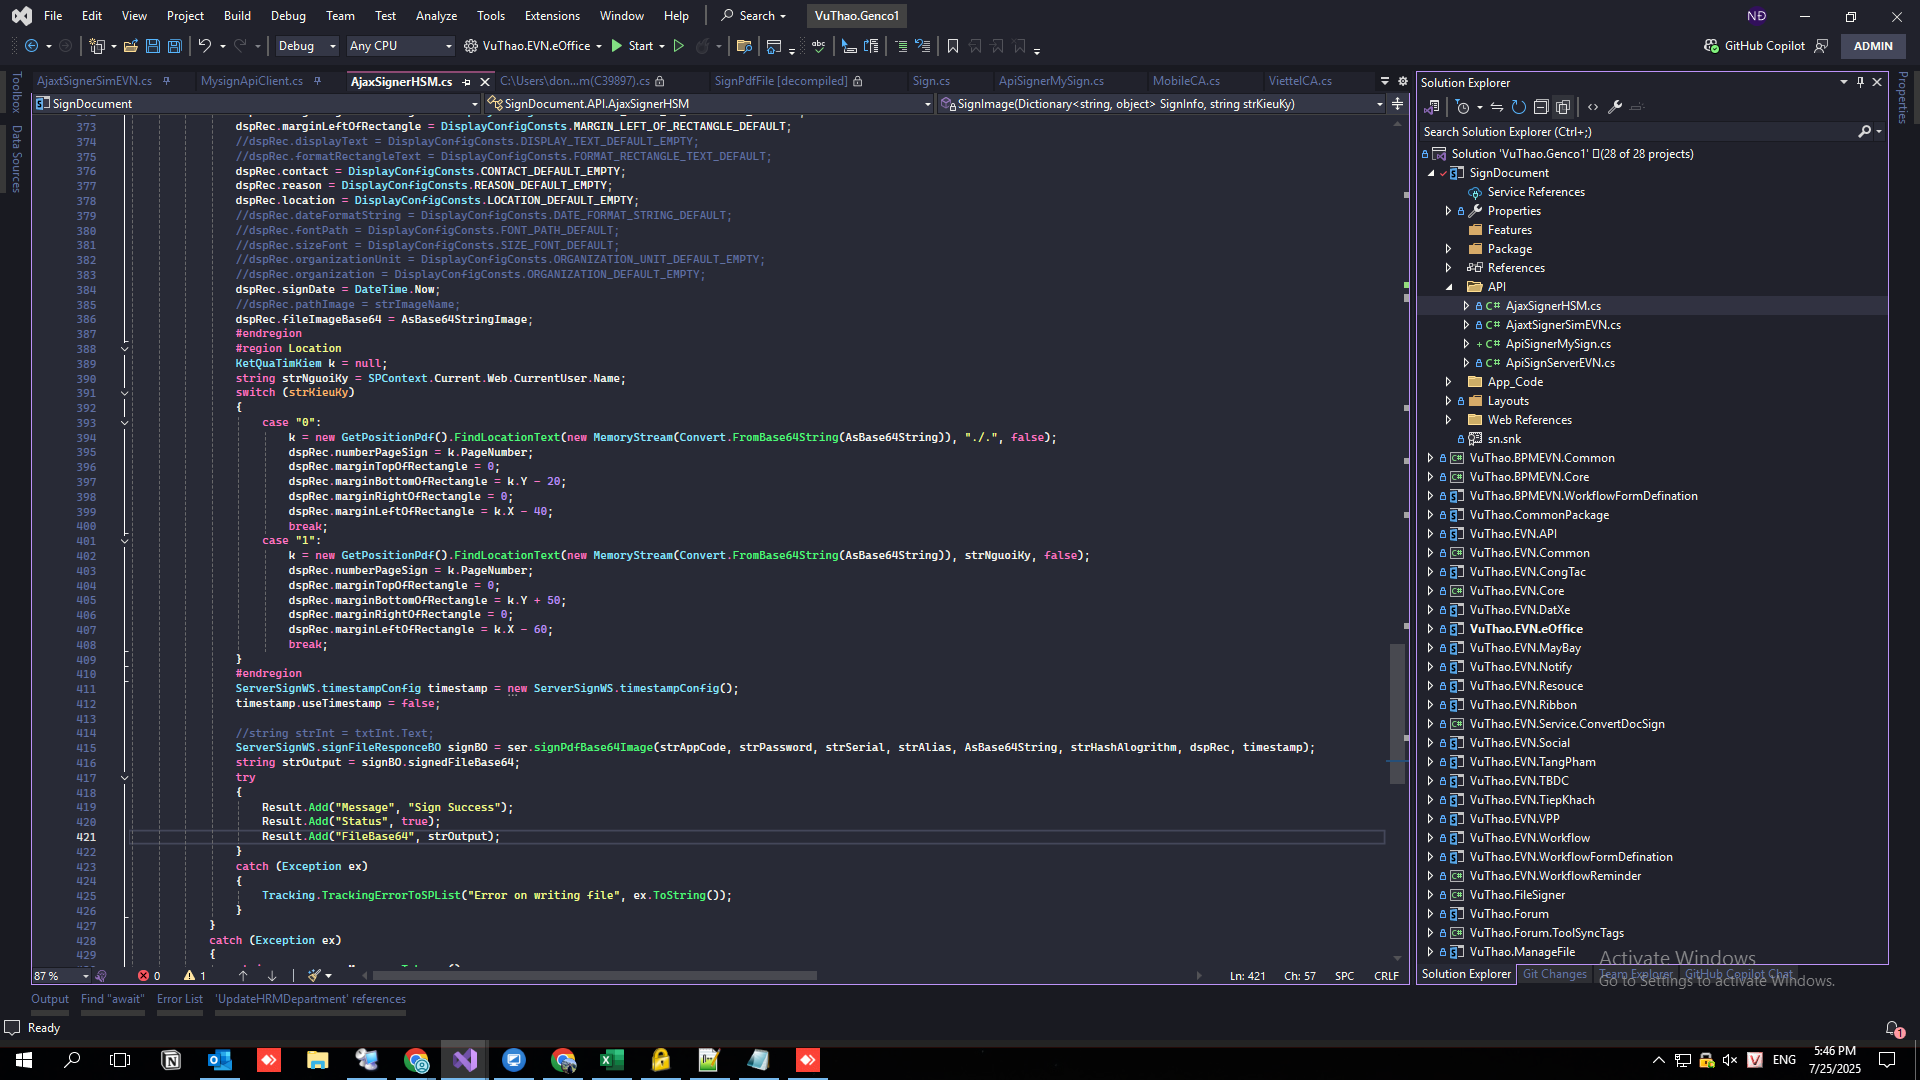 File Edit View Project Build Debug Team Test Analyze Tools Extensions Window Help Search VuThao.Genco1 NĐ
Debug Any CPU VuThao.EVN.eOffice Start GitHub Copilot ADMIN
AjaxtSignerSimEVN.cs MysignApiClient.cs AjaxSignerHSM.cs C:\Users\don...m(C39897).cs SignPdfFile [decompiled] Sign.cs ApiSignerMySign.cs MobileCA.cs ViettelCA.cs
SignDocument SignDocument.API.AjaxSignerHSM SignImage(Dictionary<string, object> SignInfo, string strKieuKy)
Toolbox
Data Sources
373 dspRec.marginLeftOfRectangle = DisplayConfigConsts.MARGIN_LEFT_OF_RECTANGLE_DEFAULT;
374 //dspRec.displayText = DisplayConfigConsts.DISPLAY_TEXT_DEFAULT_EMPTY;
375 //dspRec.formatRectangleText = DisplayConfigConsts.FORMAT_RECTANGLE_TEXT_DEFAULT;
376 dspRec.contact = DisplayConfigConsts.CONTACT_DEFAULT_EMPTY;
377 dspRec.reason = DisplayConfigConsts.REASON_DEFAULT_EMPTY;
378 dspRec.location = DisplayConfigConsts.LOCATION_DEFAULT_EMPTY;
379 //dspRec.dateFormatString = DisplayConfigConsts.DATE_FORMAT_STRING_DEFAULT;
380 //dspRec.fontPath = DisplayConfigConsts.FONT_PATH_DEFAULT;
381 //dspRec.sizeFont = DisplayConfigConsts.SIZE_FONT_DEFAULT;
382 //dspRec.organizationUnit = DisplayConfigConsts.ORGANIZATION_UNIT_DEFAULT_EMPTY;
383 //dspRec.organization = DisplayConfigConsts.ORGANIZATION_DEFAULT_EMPTY;
384 dspRec.signDate = DateTime.Now;
385 //dspRec.pathImage = strImageName;
386 dspRec.fileImageBase64 = AsBase64StringImage;
387 #endregion
388 #region Location
389 KetQuaTimKiem k = null;
390 string strNguoiKy = SPContext.Current.Web.CurrentUser.Name;
391 switch (strKieuKy)
392 {
393 case "0":
394 k = new GetPositionPdf().FindLocationText(new MemoryStream(Convert.FromBase64String(AsBase64String)), "./.", false);
395 dspRec.numberPageSign = k.PageNumber;
396 dspRec.marginTopOfRectangle = 0;
397 dspRec.marginBottomOfRectangle = k.Y - 20;
398 dspRec.marginRightOfRectangle = 0;
399 dspRec.marginLeftOfRectangle = k.X - 40;
400 break;
401 case "1":
402 k = new GetPositionPdf().FindLocationText(new MemoryStream(Convert.FromBase64String(AsBase64String)), strNguoiKy, false);
403 dspRec.numberPageSign = k.PageNumber;
404 dspRec.marginTopOfRectangle = 0;
405 dspRec.marginBottomOfRectangle = k.Y + 50;
406 dspRec.marginRightOfRectangle = 0;
407 dspRec.marginLeftOfRectangle = k.X - 60;
408 break;
409 }
410 #endregion
411 ServerSignWS.timestampConfig timestamp = new ServerSignWS.timestampConfig();
412 timestamp.useTimestamp = false;
413
414 //string strInt = txtInt.Text;
415 ServerSignWS.signFileResponceBO signBO = ser.signPdfBase64Image(strAppCode, strPassword, strSerial, strAlias, AsBase64String, strHashAlogrithm, dspRec, timestamp);
416 string strOutput = signBO.signedFileBase64;
417 try
418 {
419 Result.Add("Message", "Sign Success");
420 Result.Add("Status", true);
421 Result.Add("FileBase64", strOutput);
422 }
423 catch (Exception ex)
424 {
425 Tracking.TrackingErrorToSPList("Error on writing file", ex.ToString());
426 }
427 }
428 catch (Exception ex)
429 {
87 % 0 1 Ln: 421 Ch: 57 SPC CRLF
Solution Explorer
Search Solution Explorer (Ctrl+;)
Solution 'VuThao.Genco1' (28 of 28 projects)
SignDocument
Service References
Properties
Features
Package
References
API
C# AjaxSignerHSM.cs
C# AjaxtSignerSimEVN.cs
+ C# ApiSignerMySign.cs
C# ApiSignServerEVN.cs
App_Code
Layouts
Web References
sn.snk
VuThao.BPMEVN.Common
VuThao.BPMEVN.Core
VuThao.BPMEVN.WorkflowFormDefination
VuThao.CommonPackage
VuThao.EVN.API
VuThao.EVN.Common
VuThao.EVN.CongTac
VuThao.EVN.Core
VuThao.EVN.DatXe
VuThao.EVN.eOffice
VuThao.EVN.MayBay
VuThao.EVN.Notify
VuThao.EVN.Resouce
VuThao.EVN.Ribbon
VuThao.EVN.Service.ConvertDocSign
VuThao.EVN.Social
VuThao.EVN.TangPham
VuThao.EVN.TBDC
VuThao.EVN.TiepKhach
VuThao.EVN.VPP
VuThao.EVN.Workflow
VuThao.EVN.WorkflowFormDefination
VuThao.EVN.WorkflowReminder
VuThao.FileSigner
VuThao.Forum
VuThao.Forum.ToolSyncTags
VuThao.ManageFile
Solution Explorer Git Changes Team Explorer GitHub Copilot Chat
Properties
Activate Windows
Go to Settings to activate Windows.
Output Find "await" Error List 'UpdateHRMDepartment' references
Ready 1
ENG 5:46 PM
7/25/2025